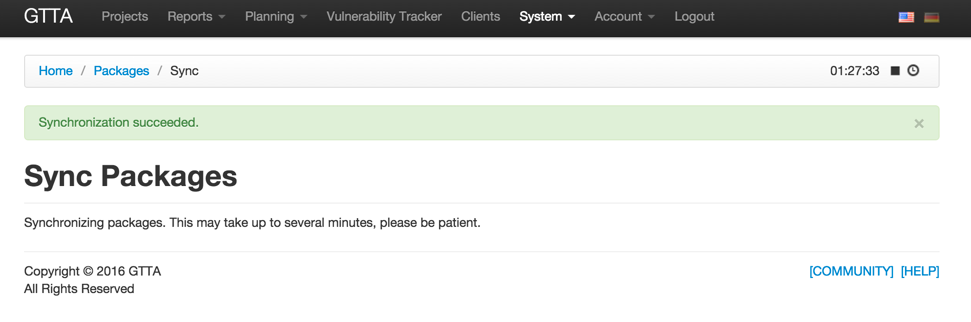 GTTA Projects Reports Planning Vulnerability Tracker Clients System Account Logout
Home / Packages / Sync 01:27:33
Synchronization succeeded. ×
Sync Packages
Synchronizing packages. This may take up to several minutes, please be patient.
Copyright © 2016 GTTA [COMMUNITY] [HELP]
All Rights Reserved